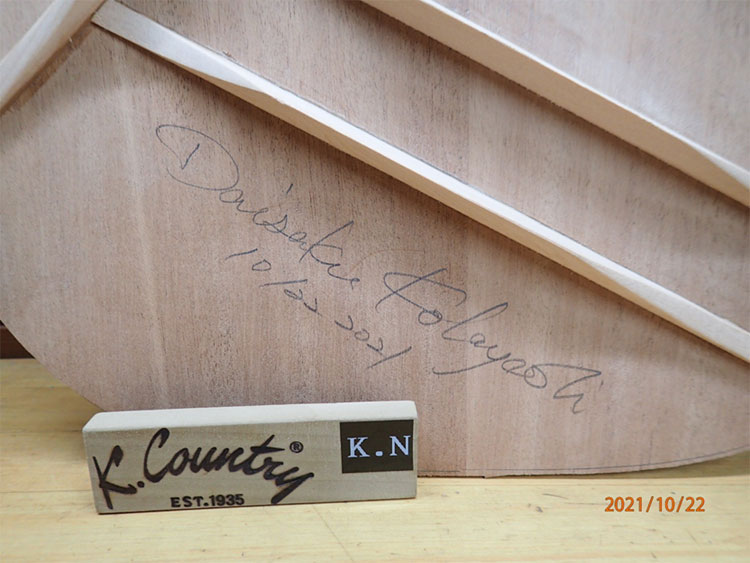 Daisaku Kobayashi
10/22 2021
K. Country®
EST.1935
K.N
2021/10/22